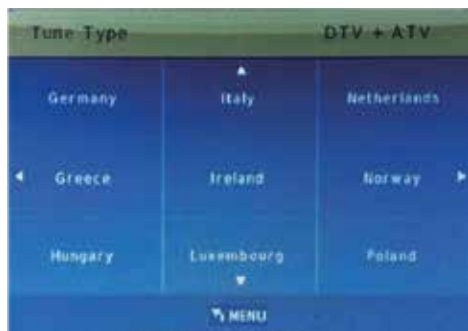 Tune Type DTV + ATV
Germany Italy Netherlands
Greece Ireland Norway
Hungary Luxembourg Poland
MENU